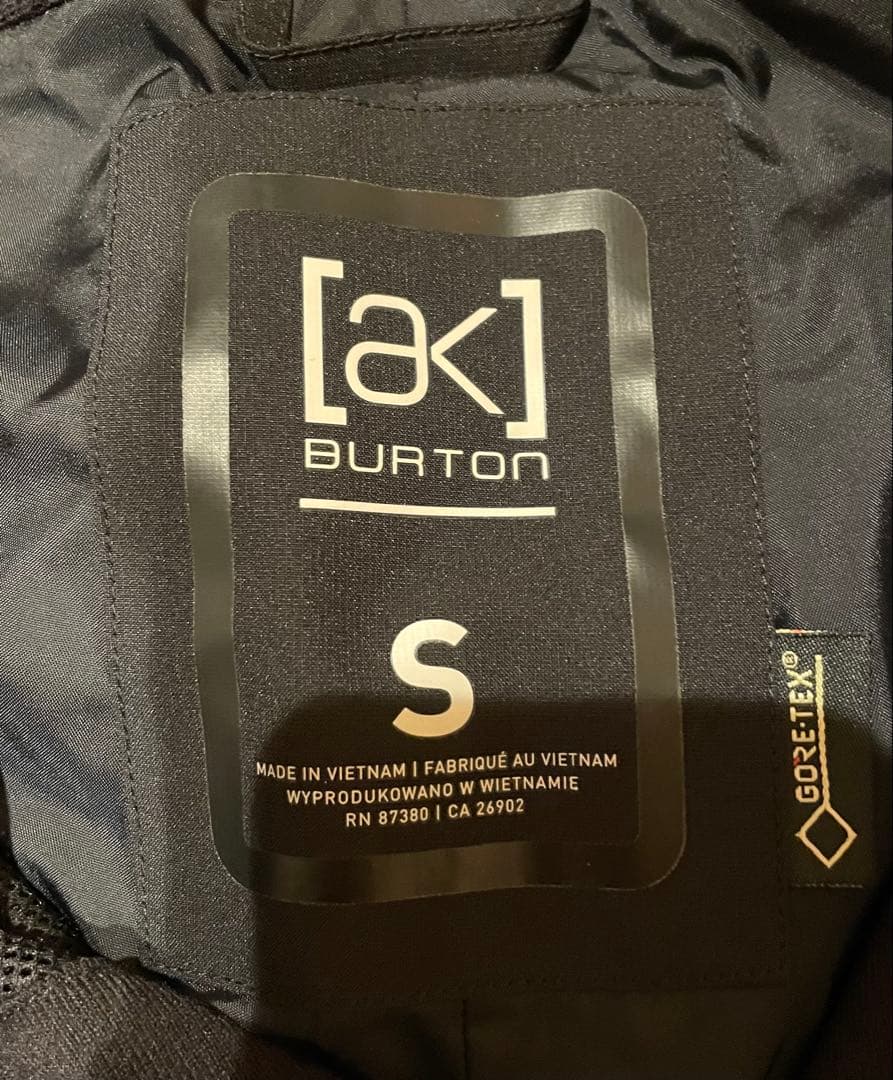 [ak]
BURTON
S
MADE IN VIETNAM | FABRIQUÉ AU VIETNAM
WYPRODUKOWANO W WIETNAMIE
RN 87380 | CA 26902
GORE-TEX®